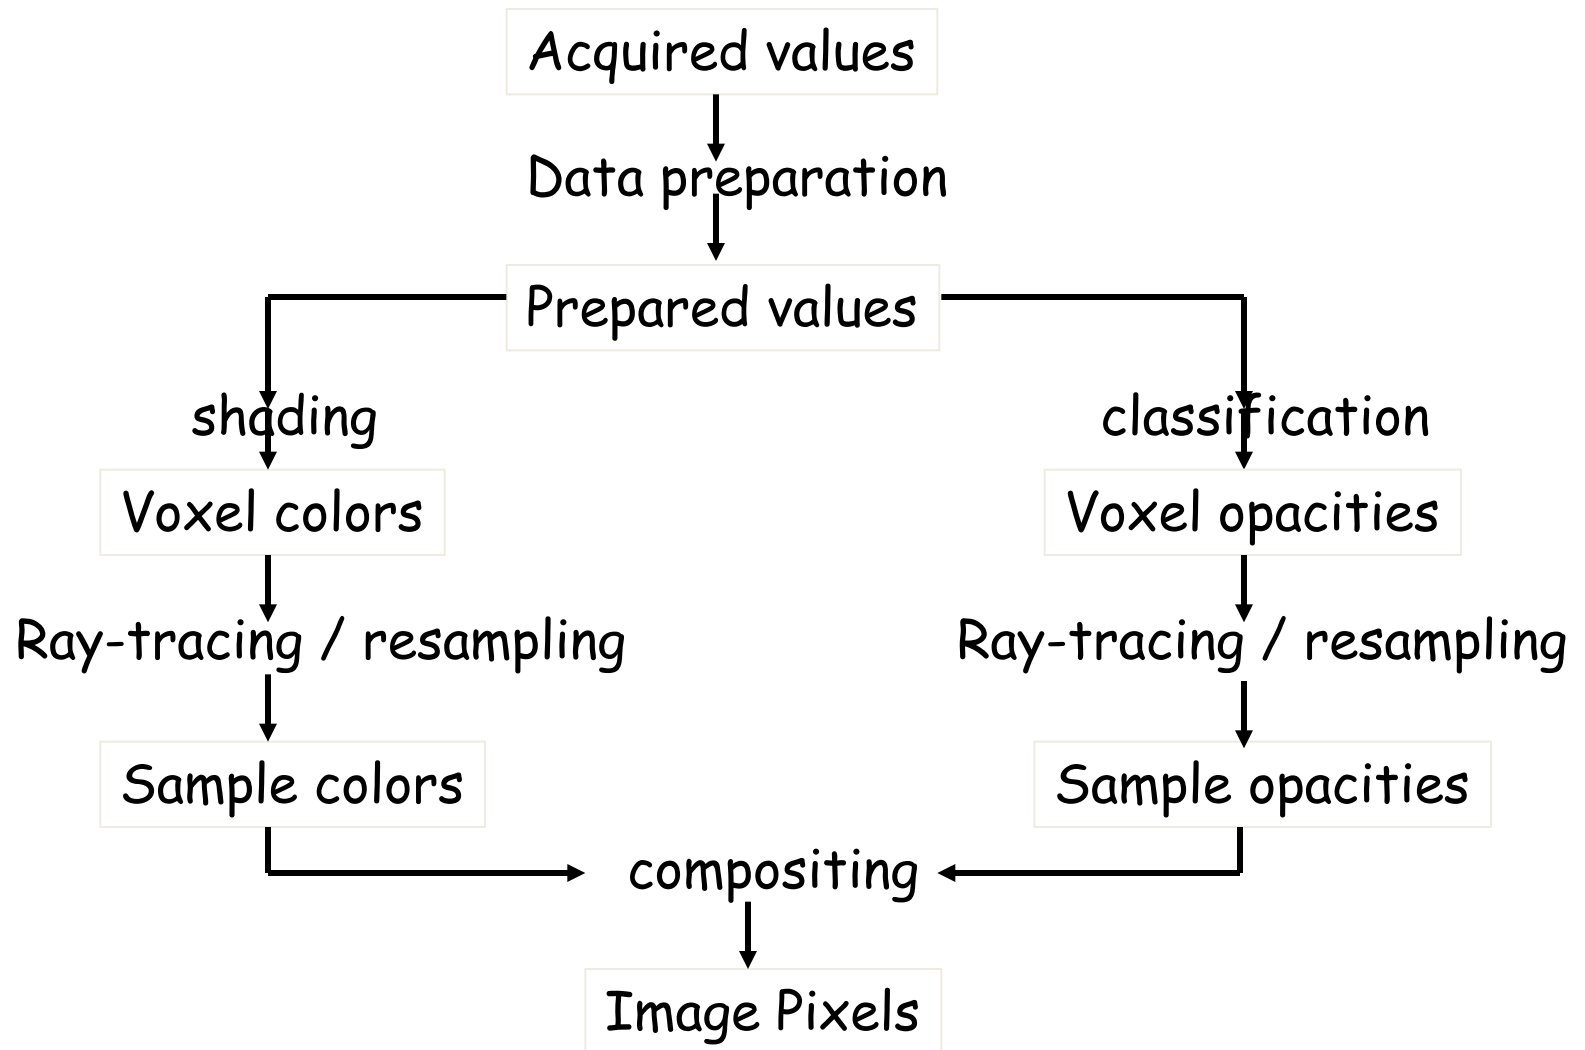 Acquired values
Data preparation
Prepared values
shading
classification
Voxel colors
Voxel opacities
Ray-tracing / resampling
Ray-tracing / resampling
Sample colors
Sample opacities
compositing
Image Pixels